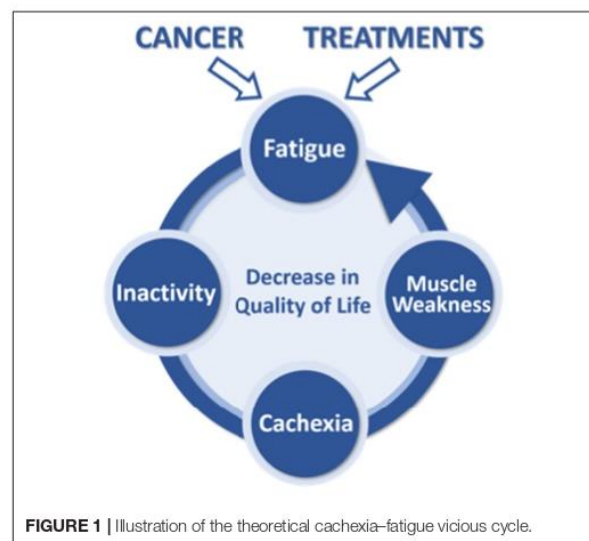 CANCER TREATMENTS
Fatigue
Inactivity
Decrease in
Quality of Life
Muscle
Weakness
Cachexia
FIGURE 1 | Illustration of the theoretical cachexia–fatigue vicious cycle.